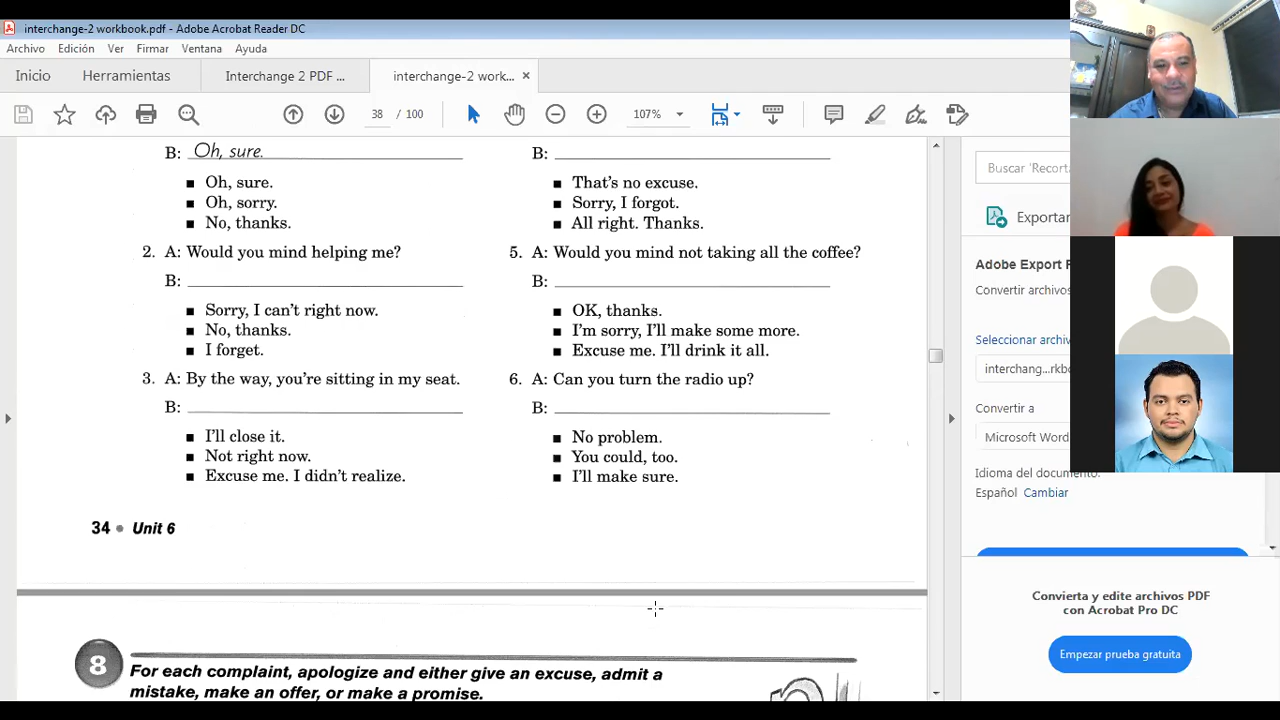 interchange-2 workbook.pdf - Adobe Acrobat Reader DC
Archivo Edición Ver Firmar Ventana Ayuda
Inicio Herramientas Interchange 2 PDF ... interchange-2 work... ×
38 / 100 107%
B: Oh, sure.
■ Oh, sure.
■ Oh, sorry.
■ No, thanks.
2. A: Would you mind helping me?
B:
■ Sorry, I can't right now.
■ No, thanks.
■ I forget.
3. A: By the way, you're sitting in my seat.
B:
■ I'll close it.
■ Not right now.
■ Excuse me. I didn't realize.
B:
■ That's no excuse.
■ Sorry, I forgot.
■ All right. Thanks.
5. A: Would you mind not taking all the coffee?
B:
■ OK, thanks.
■ I'm sorry, I'll make some more.
■ Excuse me. I'll drink it all.
6. A: Can you turn the radio up?
B:
■ No problem.
■ You could, too.
■ I'll make sure.
34 • Unit 6
8
For each complaint, apologize and either give an excuse, admit a
mistake, make an offer, or make a promise.
Buscar 'Recorta
Exportar
Adobe Export
Convertir archivos
Seleccionar archiv
interchang...rkbo
Convertir a
Microsoft Word
Idioma del documento:
Español Cambiar
Convierta y edite archivos PDF
con Acrobat Pro DC
Empezar prueba gratuita